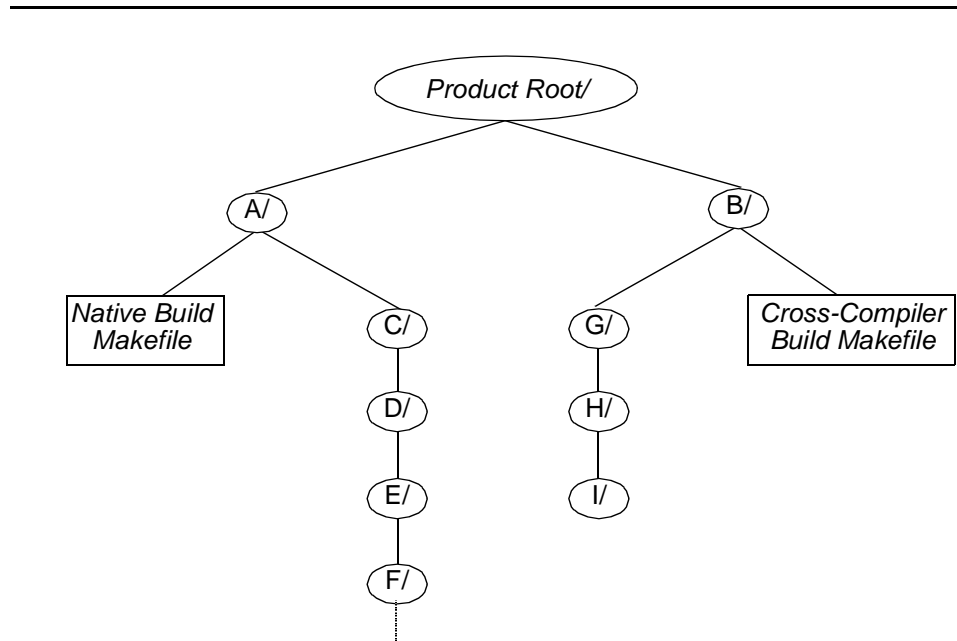 Product Root/
A/
B/
Native Build
Makefile
C/
G/
Cross-Compiler
Build Makefile
D/
H/
E/
I/
F/